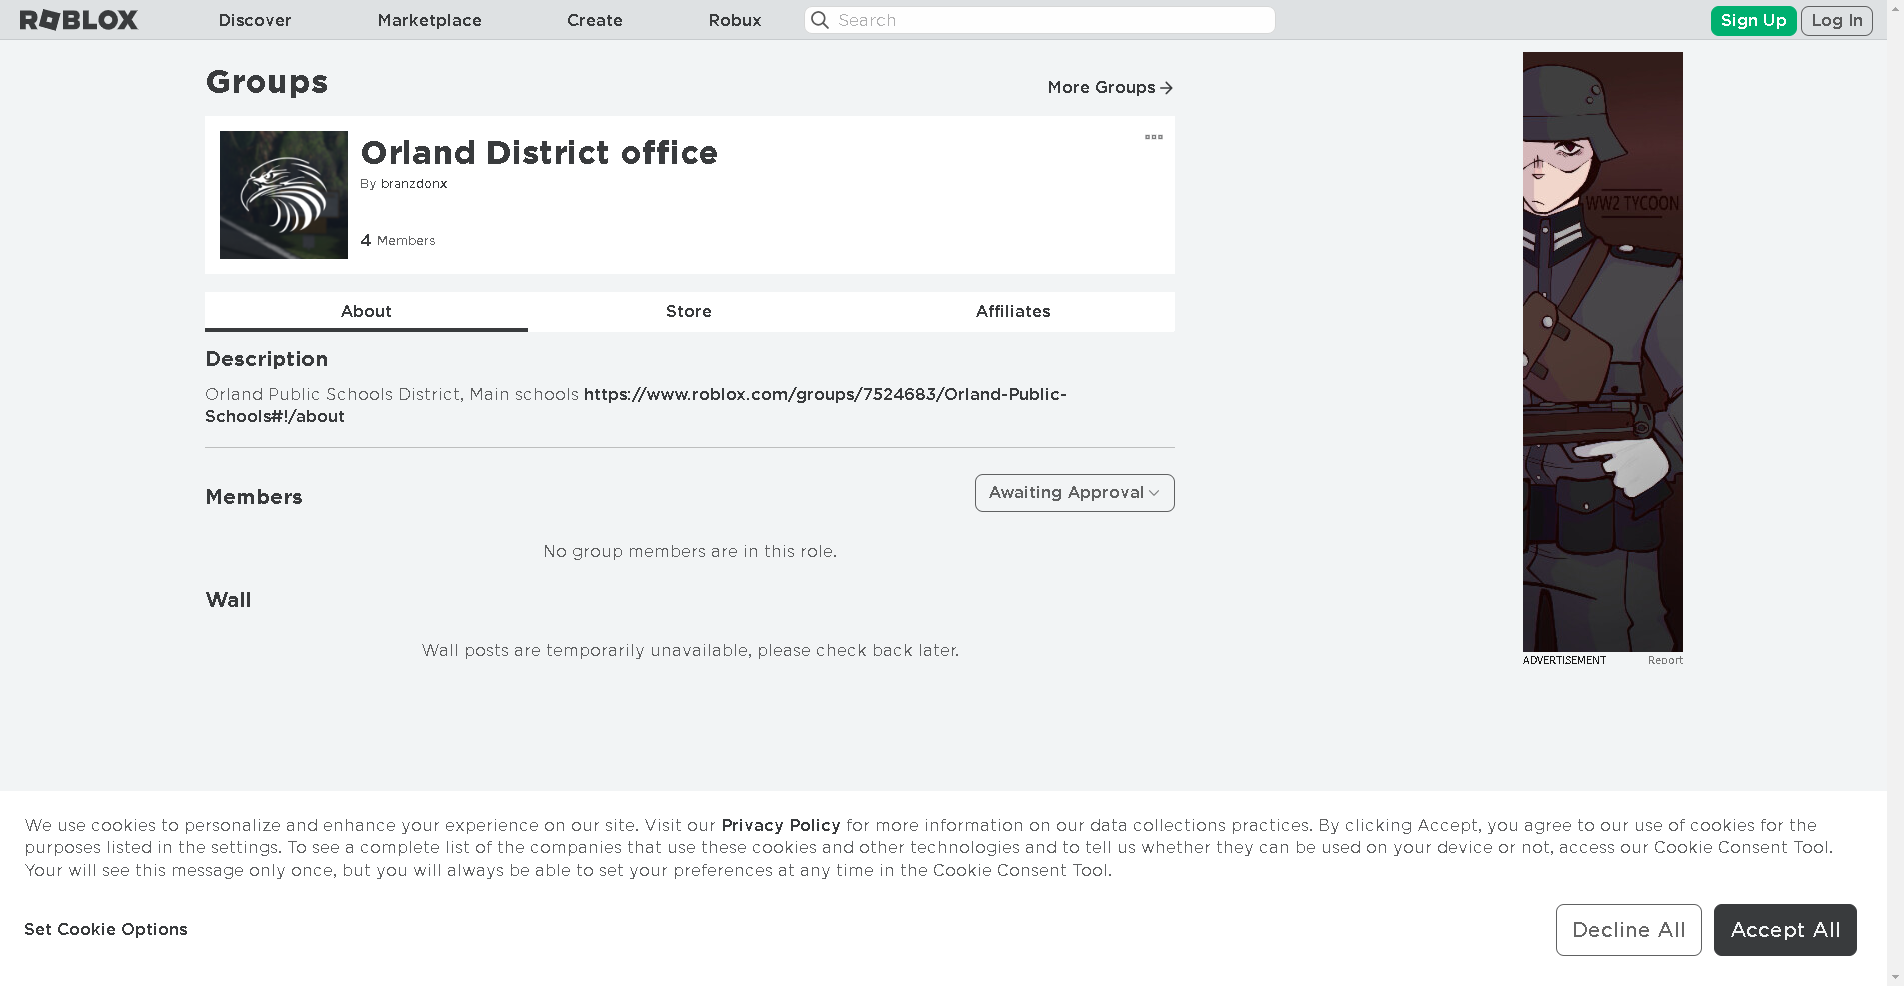 ROBLOX
Discover
Marketplace
Create
Robux
Search
Sign Up
Log In
Groups
More Groups
Orland District office
By branzdonx
4 Members
About
Store
Affiliates
Description
Orland Public Schools District, Main schools https://www.roblox.com/groups/7524683/Orland-Public-
Schools#!/about
Members
Awaiting Approval
No group members are in this role.
Wall
Wall posts are temporarily unavailable, please check back later.
WW2 TYCOON
ADVERTISEMENT
Report
We use cookies to personalize and enhance your experience on our site. Visit our Privacy Policy for more information on our data collections practices. By clicking Accept, you agree to our use of cookies for the
purposes listed in the settings. To see a complete list of the companies that use these cookies and other technologies and to tell us whether they can be used on your device or not, access our Cookie Consent Tool.
Your will see this message only once, but you will always be able to set your preferences at any time in the Cookie Consent Tool.
Set Cookie Options
Decline All
Accept All